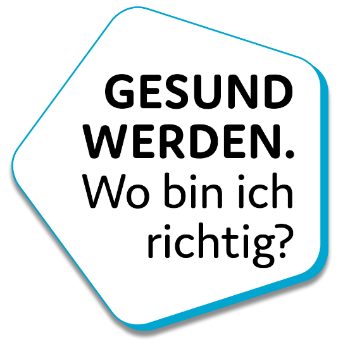 GESUND
WERDEN.
Wo bin ich
richtig?